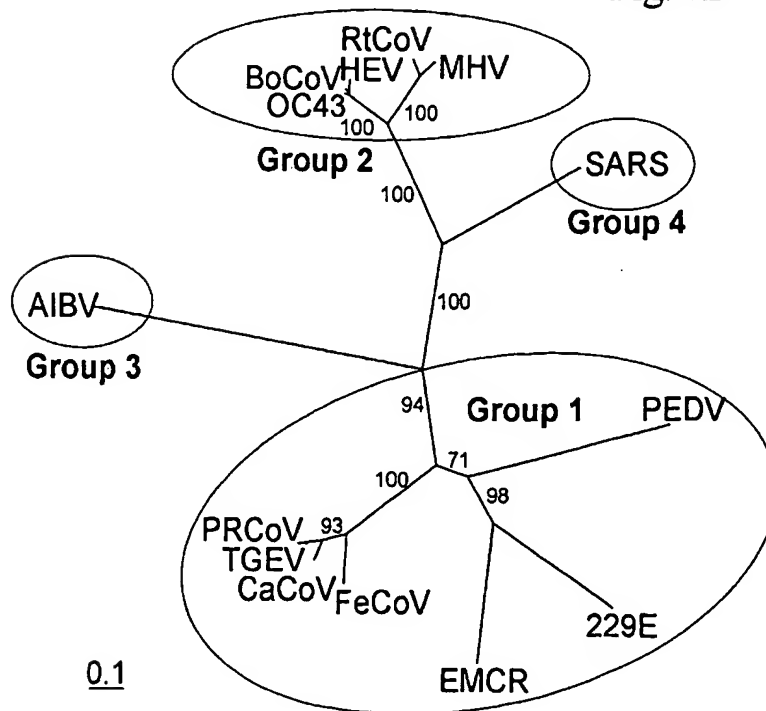 RtCoV
BoCoV HEV MHV
OC43
100 100
Group 2
100
SARS
Group 4
100
AIBV
Group 3
94
Group 1
PEDV
71
100
98
93
PRCoV
TGEV
CaCoV FeCoV
229E
EMCR
0.1